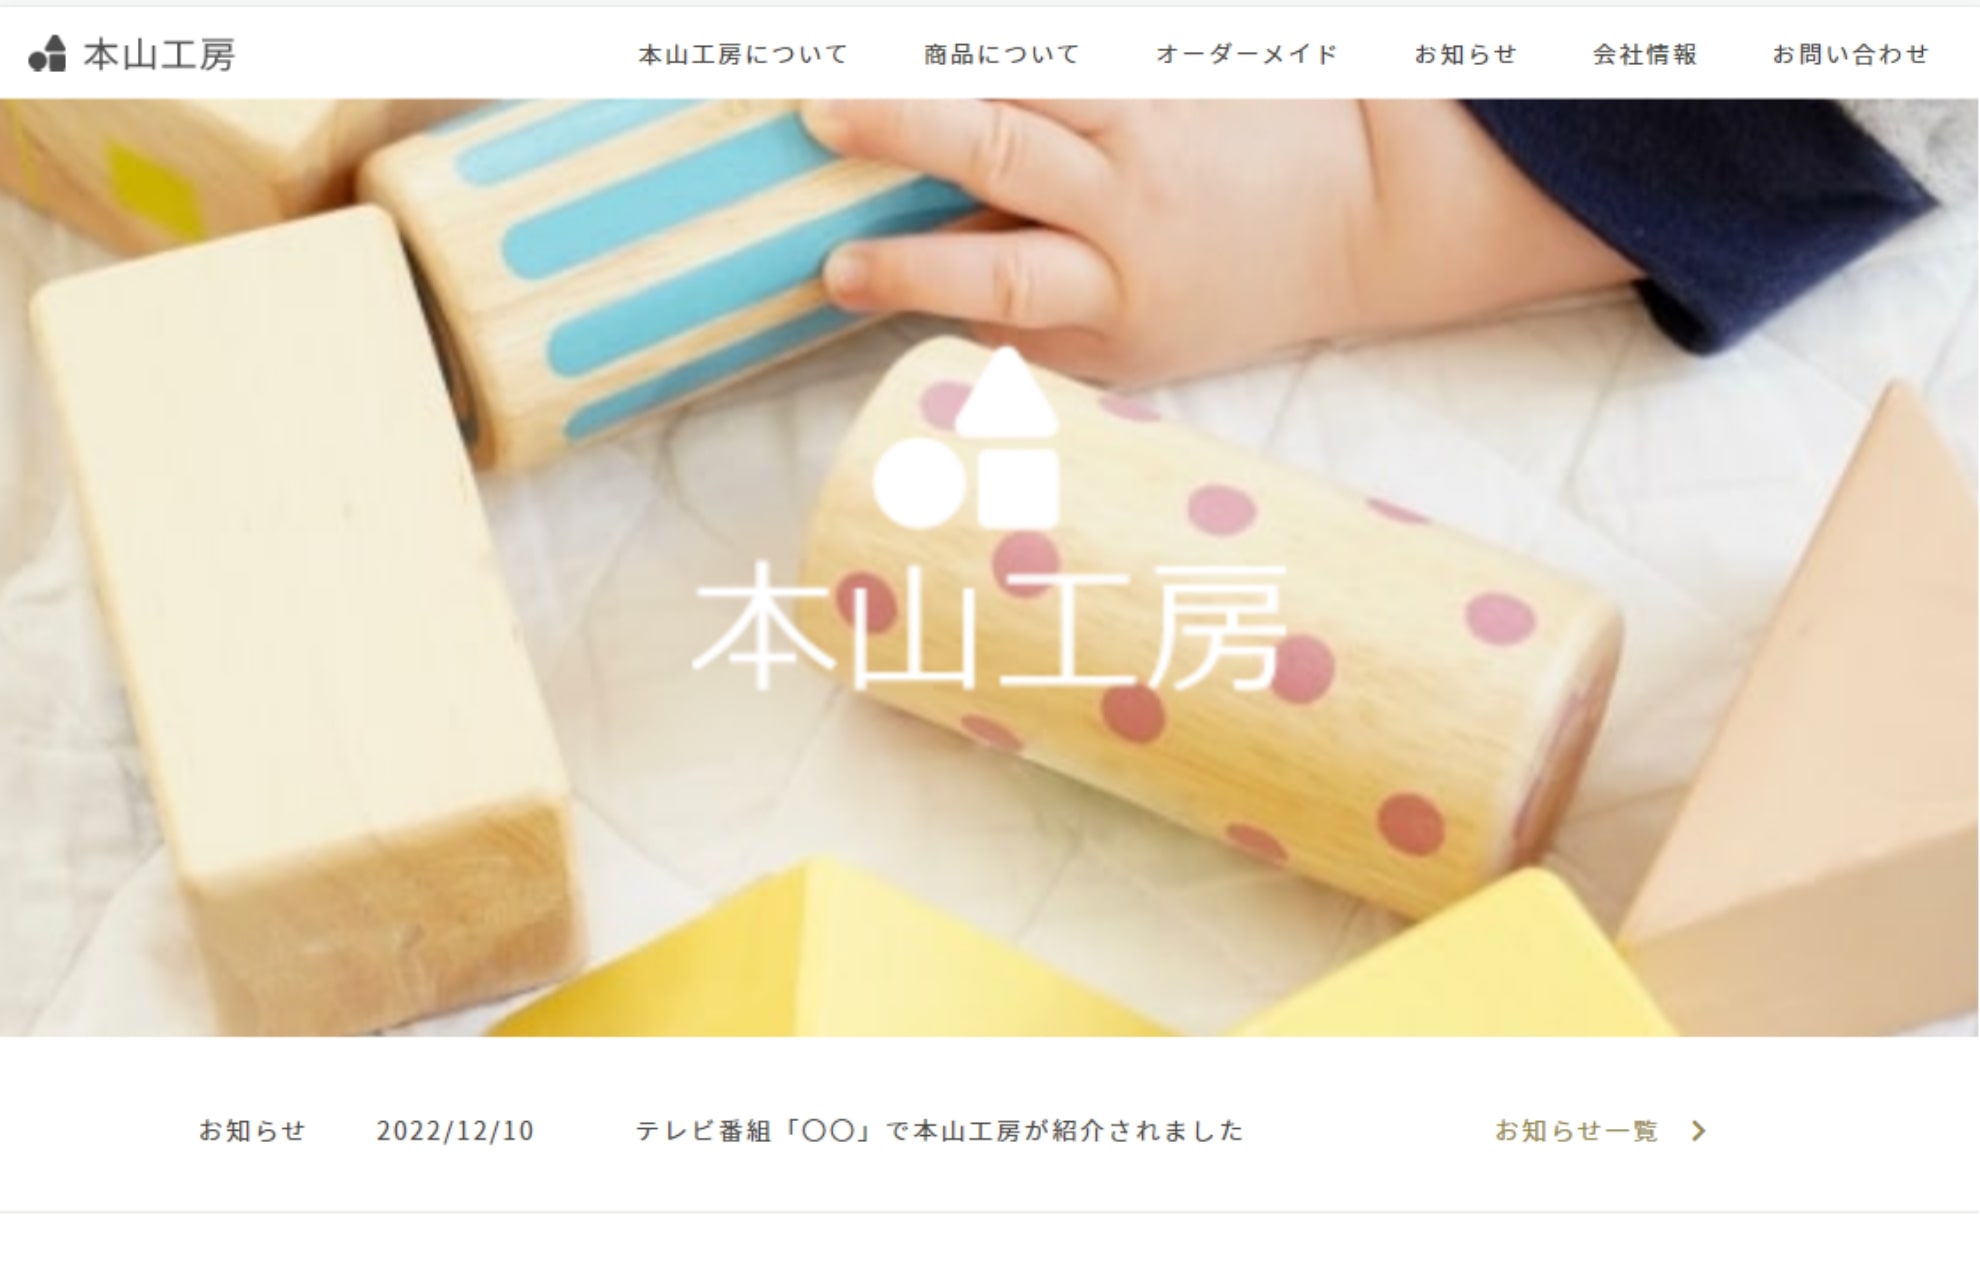 本山工房
本山工房について 商品について オーダーメイド お知らせ 会社情報 お問い合わせ
本山工房
お知らせ 2022/12/10 テレビ番組「〇〇」で本山工房が紹介されました お知らせ一覧